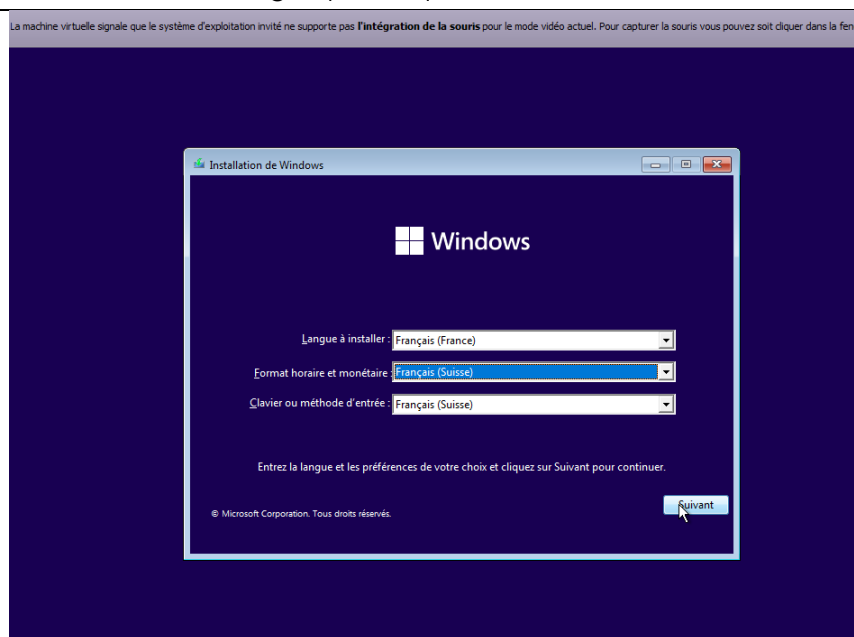 La machine virtuelle signale que le système d'exploitation invité ne supporte pas l'intégration de la souris pour le mode vidéo actuel. Pour capturer la souris vous pouvez soit cliquer dans la fen
Installation de Windows
Windows
Langue à installer : Français (France)
Format horaire et monétaire : Français (Suisse)
Clavier ou méthode d'entrée : Français (Suisse)
Entrez la langue et les préférences de votre choix et cliquez sur Suivant pour continuer.
Suivant
© Microsoft Corporation. Tous droits réservés.